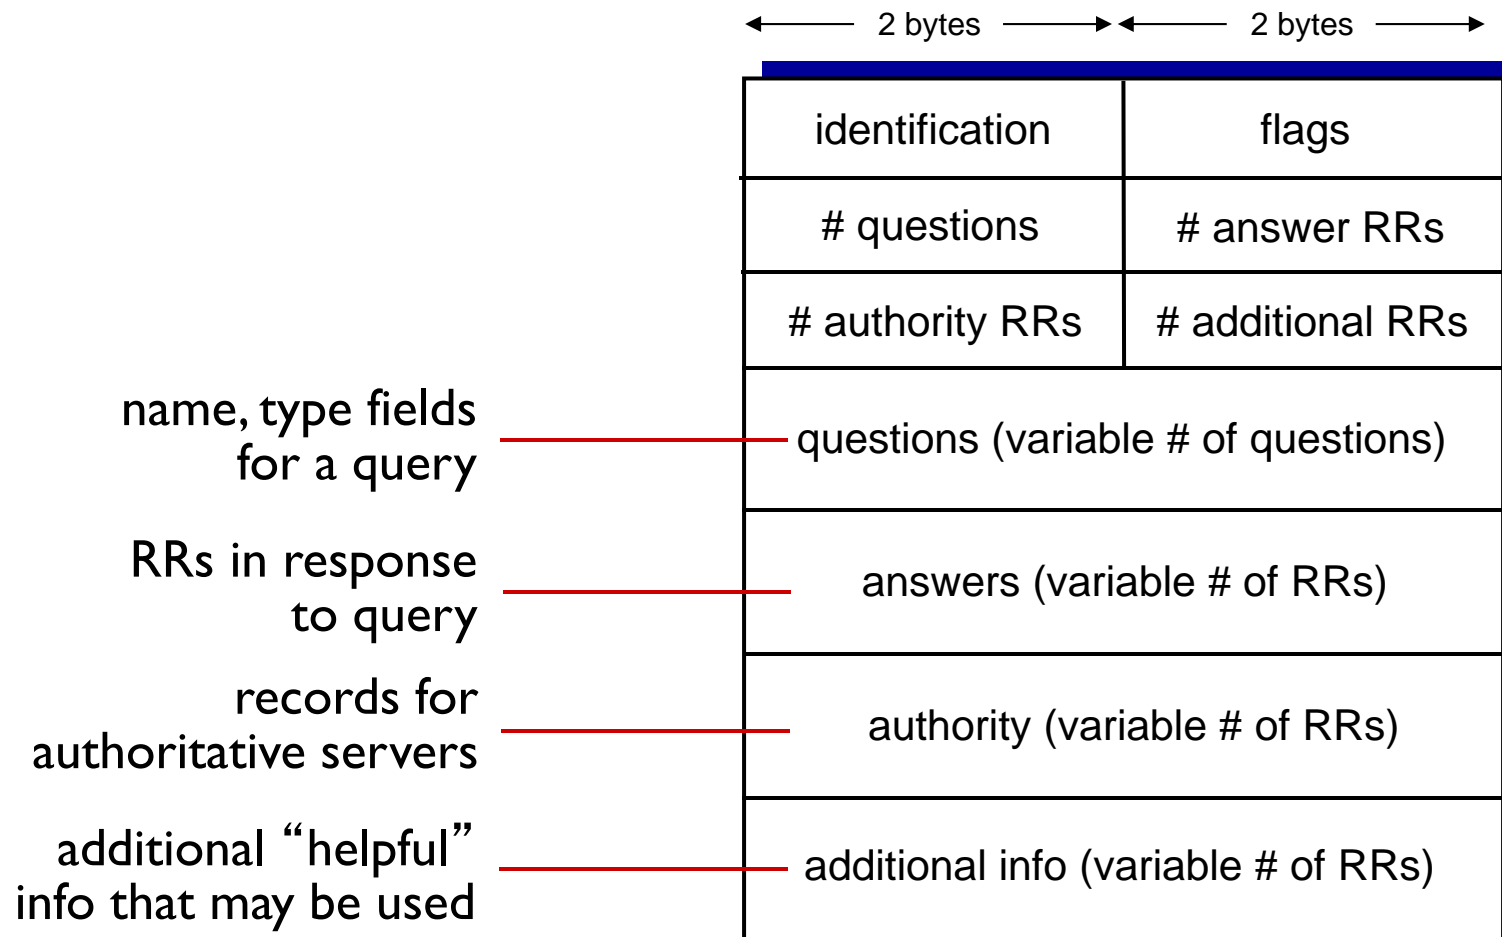 2 bytes 2 bytes
identification flags
# questions # answer RRs
# authority RRs # additional RRs
name, type fields
for a query
questions (variable # of questions)
RRs in response
to query
answers (variable # of RRs)
records for
authoritative servers
authority (variable # of RRs)
additional “helpful”
info that may be used
additional info (variable # of RRs)